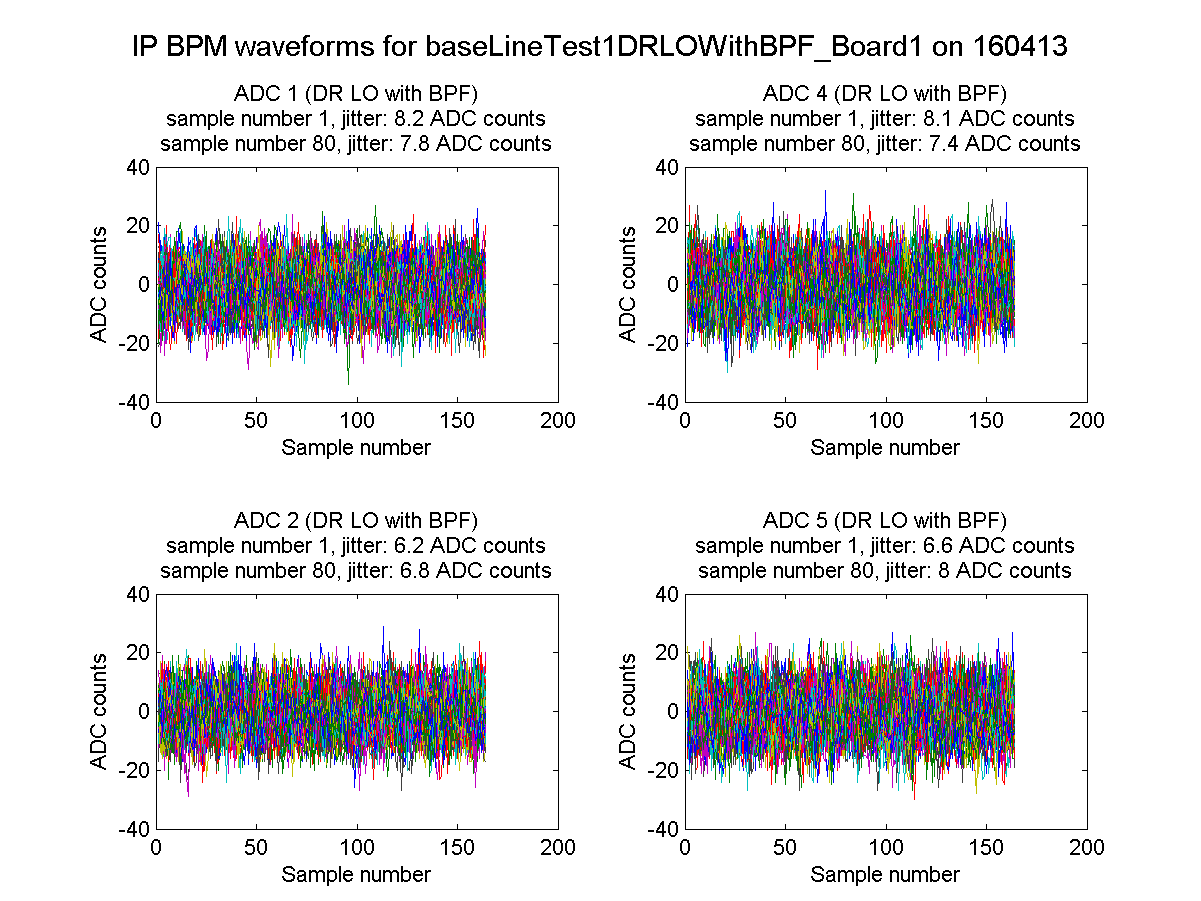 IP BPM waveforms for baseLineTest1DRLOWithBPF_Board1 on 160413
ADC 1 (DR LO with BPF)
sample number 1, jitter: 8.2 ADC counts
sample number 80, jitter: 7.8 ADC counts
40
20
0
-20
-40
ADC counts
0 50 100 150 200
Sample number
ADC 4 (DR LO with BPF)
sample number 1, jitter: 8.1 ADC counts
sample number 80, jitter: 7.4 ADC counts
40
20
0
-20
-40
ADC counts
0 50 100 150 200
Sample number
ADC 2 (DR LO with BPF)
sample number 1, jitter: 6.2 ADC counts
sample number 80, jitter: 6.8 ADC counts
40
20
0
-20
-40
ADC counts
0 50 100 150 200
Sample number
ADC 5 (DR LO with BPF)
sample number 1, jitter: 6.6 ADC counts
sample number 80, jitter: 8 ADC counts
40
20
0
-20
-40
ADC counts
0 50 100 150 200
Sample number